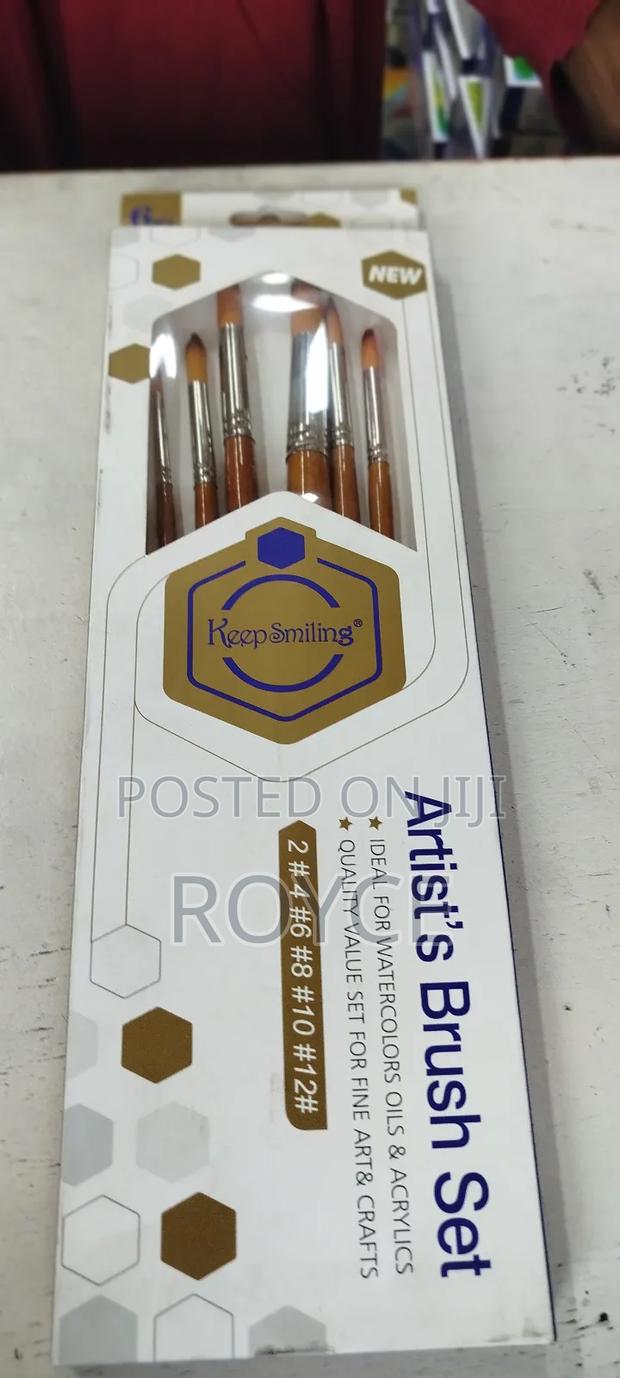 NEW
KeepSmiling®
POSTED ON JIJI
ROYCE
Artist's Brush Set
IDEAL FOR WATERCOLORS OILS & ACRYLICS
QUALITY VALUE SET FOR FINE ART& CRAFTS
2 #4 #6 #8 #10 #12#